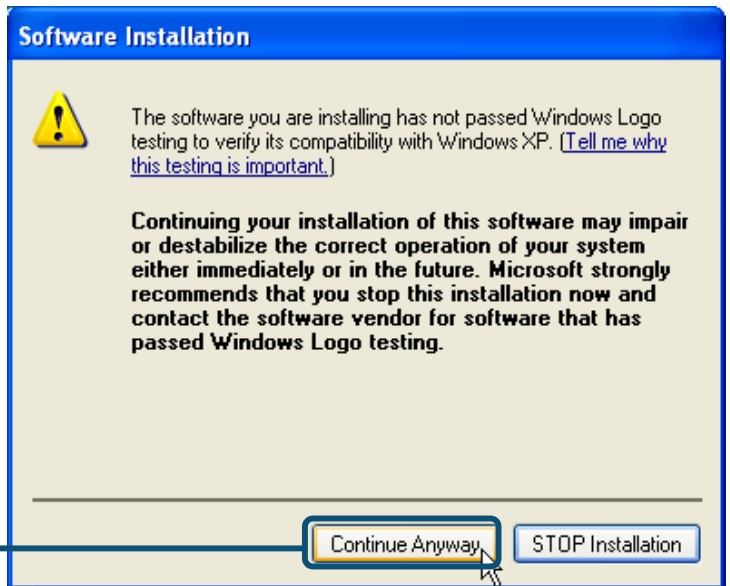 Software Installation
The software you are installing has not passed Windows Logo
testing to verify its compatibility with Windows XP. (Tell me why
this testing is important.)
Continuing your installation of this software may impair
or destabilize the correct operation of your system
either immediately or in the future. Microsoft strongly
recommends that you stop this installation now and
contact the software vendor for software that has
passed Windows Logo testing.
Continue Anyway
STOP Installation